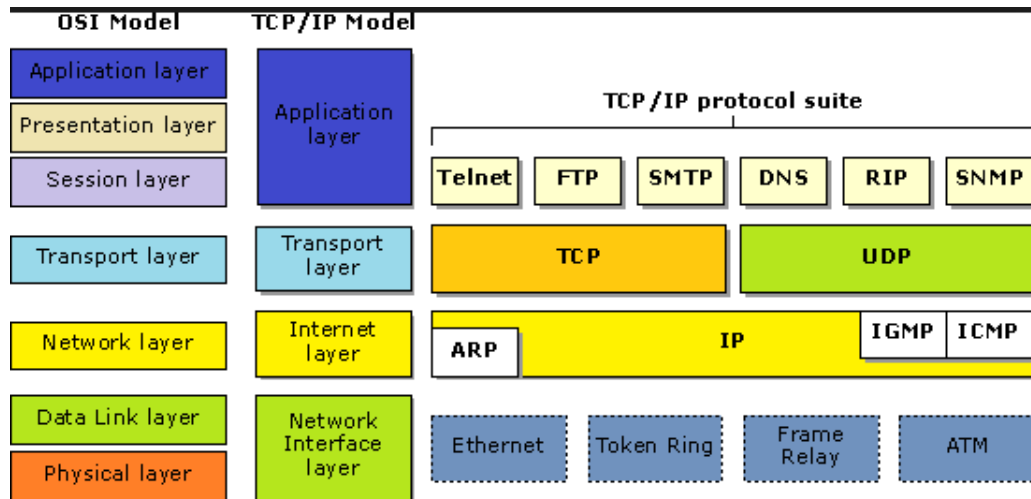 OSI Model
TCP/IP Model
Application layer
Presentation layer
Session layer
Application
layer
TCP/IP protocol suite
Telnet
FTP
SMTP
DNS
RIP
SNMP
Transport layer
Transport
layer
TCP
UDP
Network layer
Internet
layer
ARP
IP
IGMP
ICMP
Data Link layer
Physical layer
Network
Interface
layer
Ethernet
Token Ring
Frame
Relay
ATM